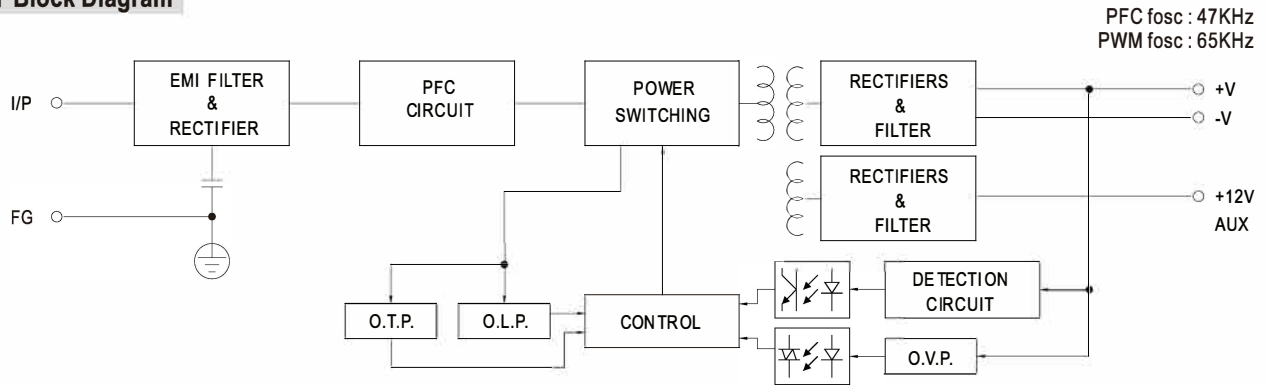 Block Diagram
PFC fosc : 47KHz
PWM fosc : 65KHz
I/P
EMI FILTER
&
RECTIFIER
PFC
CIRCUIT
POWER
SWITCHING
RECTIFIERS
&
FILTER
+V
-V
FG
RECTIFIERS
&
FILTER
+12V
AUX
O.T.P.
O.L.P.
CONTROL
DETECTION
CIRCUIT
O.V.P.